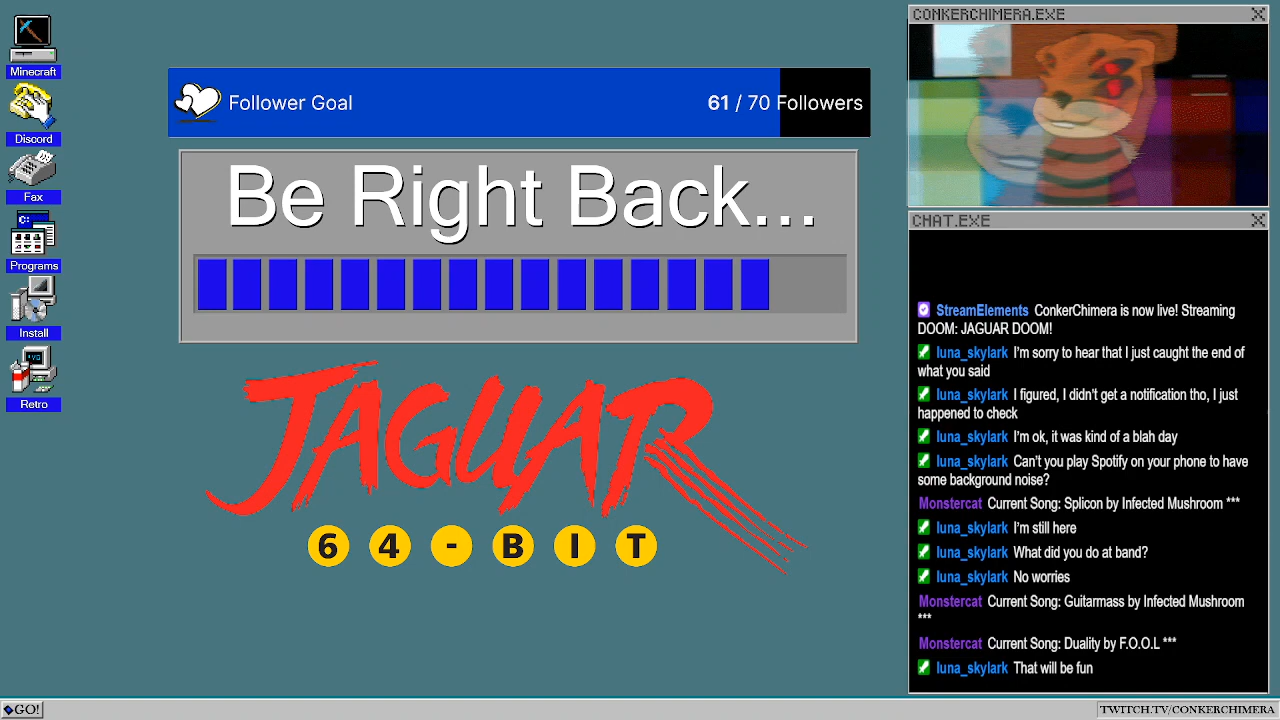 Minecraft
Discord
Fax
Programs
Install
Retro
Follower Goal
61 / 70 Followers
Be Right Back...
JAGUAR
64-BIT
CONKERCHIMERA.EXE
CHAT.EXE
StreamElements ConkerChimera is now live! Streaming
DOOM: JAGUAR DOOM!
luna_skylark I'm sorry to hear that I just caught the end of
what you said
luna_skylark I figured, I didn't get a notification tho, I just
happened to check
luna_skylark I'm ok, it was kind of a blah day
luna_skylark Can't you play Spotify on your phone to have
some background noise?
Monstercat Current Song: Splicon by Infected Mushroom ***
luna_skylark I'm still here
luna_skylark What did you do at band?
luna_skylark No worries
Monstercat Current Song: Guitarmass by Infected Mushroom
***
Monstercat Current Song: Duality by F.O.O.L ***
luna_skylark That will be fun
GO!
TWITCH.TV/CONKERCHIMERA